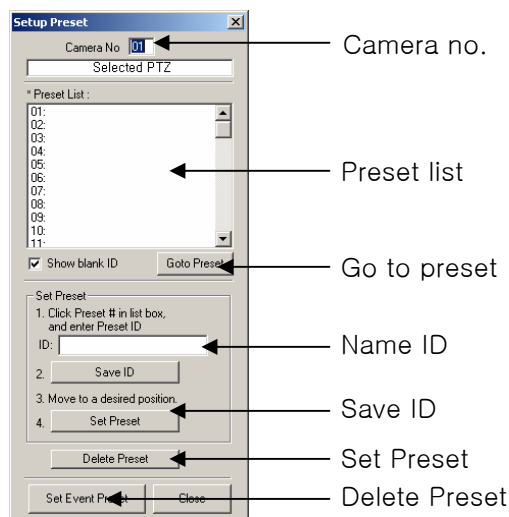 Setup Preset
Camera No 01
Camera no.
Selected PTZ
* Preset List :
01:
02:
03:
04:
05:
06:
07:
08:
09:
10:
11:
Preset list
Show blank ID
Goto Preset
Go to preset
Set Preset
1. Click Preset # in list box,
and enter Preset ID
ID:
Name ID
2. Save ID
3. Move to a desired position.
Save ID
4. Set Preset
Delete Preset
Set Preset
Set Event Preset
Close
Delete Preset